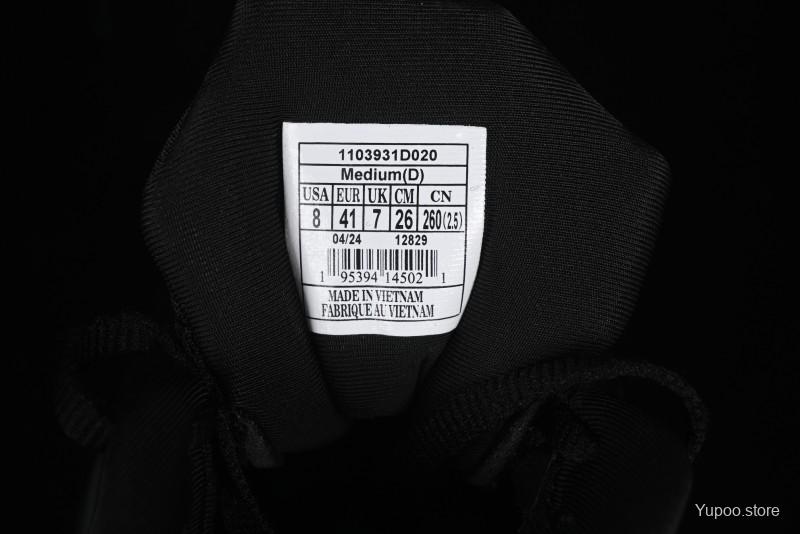 1103931D020
Medium(D)
USA EUR UK CM CN
8 41 7 26 260(2.5)
04/24 12829
1 95394 14502 1
MADE IN VIETNAM
FABRIQUE AU VIETNAM
Yupoo.store